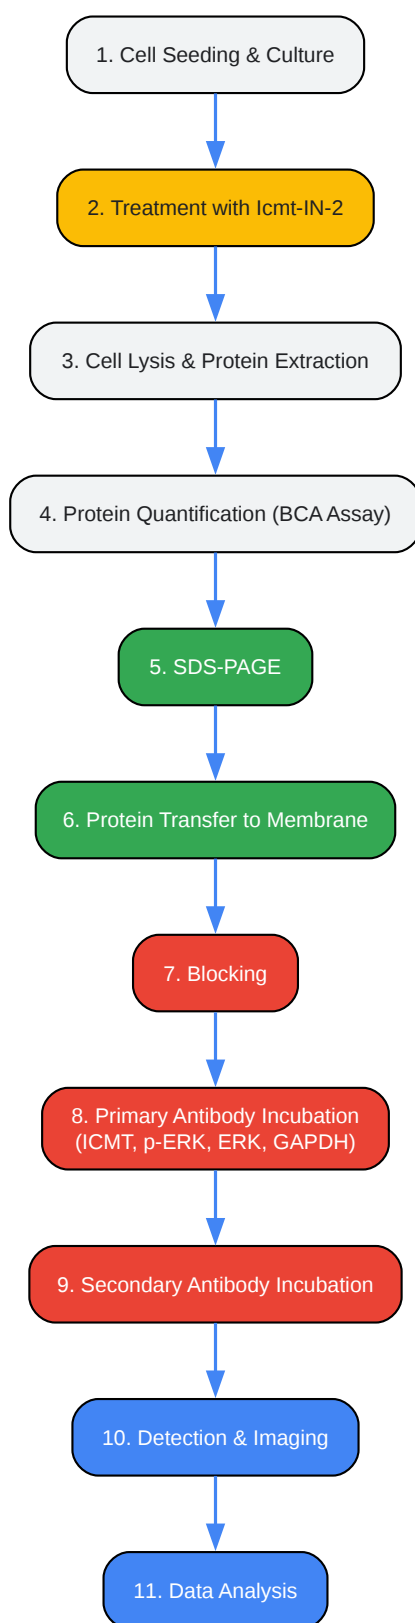 1. Cell Seeding & Culture
2. Treatment with Icmt-IN-2
3. Cell Lysis & Protein Extraction
4. Protein Quantification (BCA Assay)
5. SDS-PAGE
6. Protein Transfer to Membrane
7. Blocking
8. Primary Antibody Incubation
(ICMT, p-ERK, ERK, GAPDH)
9. Secondary Antibody Incubation
10. Detection & Imaging
11. Data Analysis